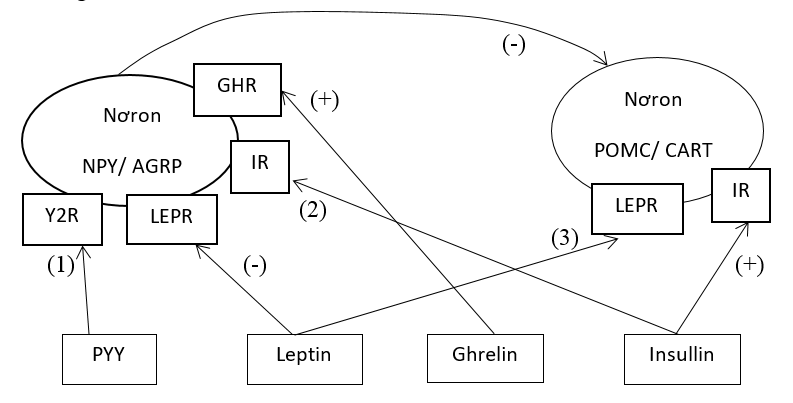 (-)
GHR
Nơron
(+)
NPY/ AGRP
IR
Y2R
LEPR
(2)
(1)
(-)
Nơron
POMC/ CART
LEPR
IR
(3)
(+)
PYY
Leptin
Ghrelin
Insullin